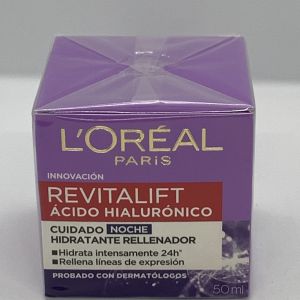 L'ORÉAL
PARIS
INNOVACIÓN
REVITALIFT
ÁCIDO HIALURÓNICO
CUIDADO NOCHE
HIDRATANTE RELLENADOR
Hidrata intensamente 24h*
Rellena líneas de expresión
PROBADO CON DERMATÓLOGOS
50 ml